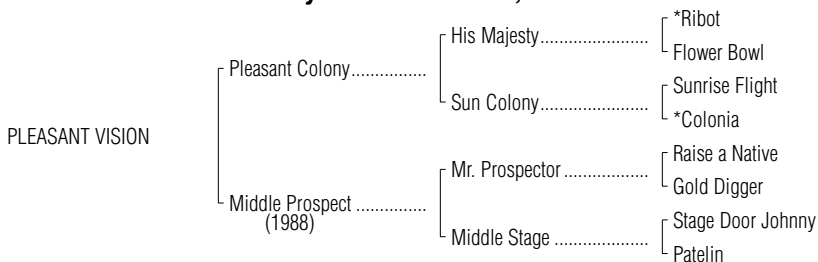 *Ribot
His Majesty........................
Flower Bowl
Pleasant Colony................
Sunrise Flight
Sun Colony........................
*Colonia
PLEASANT VISION
Raise a Native
Mr. Prospector ...................
Gold Digger
Middle Prospect ...............
(1988)
Stage Door Johnny
Middle Stage .....................
Patelin